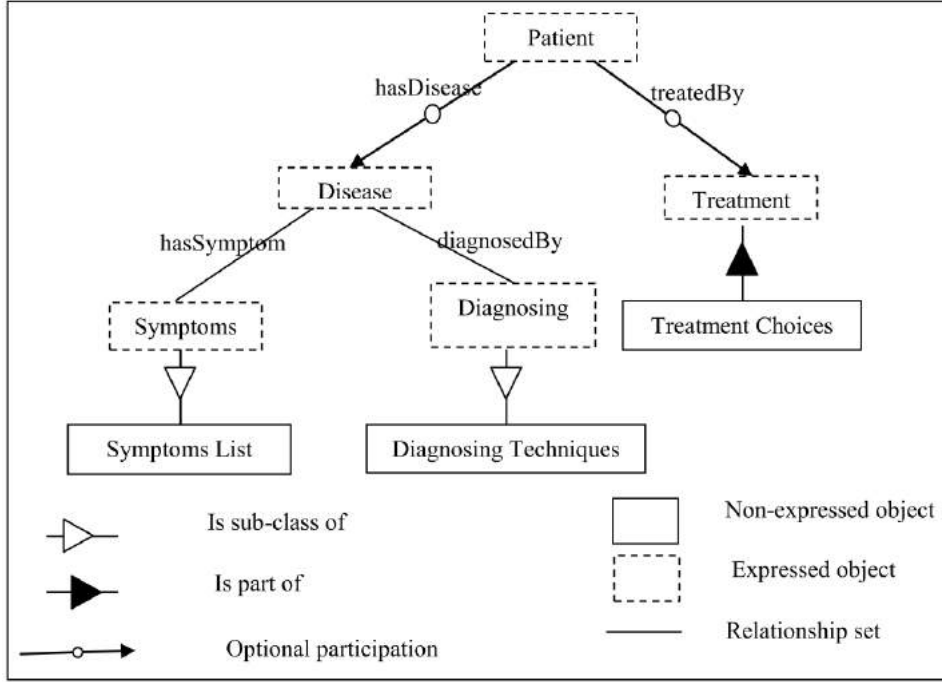 Patient
hasDisease
treatedBy
Disease
Treatment
hasSymptom
diagnosedBy
Symptoms
Diagnosing
Treatment Choices
Symptoms List
Diagnosing Techniques
Is sub-class of
Non-expressed object
Is part of
Expressed object
Optional participation
Relationship set